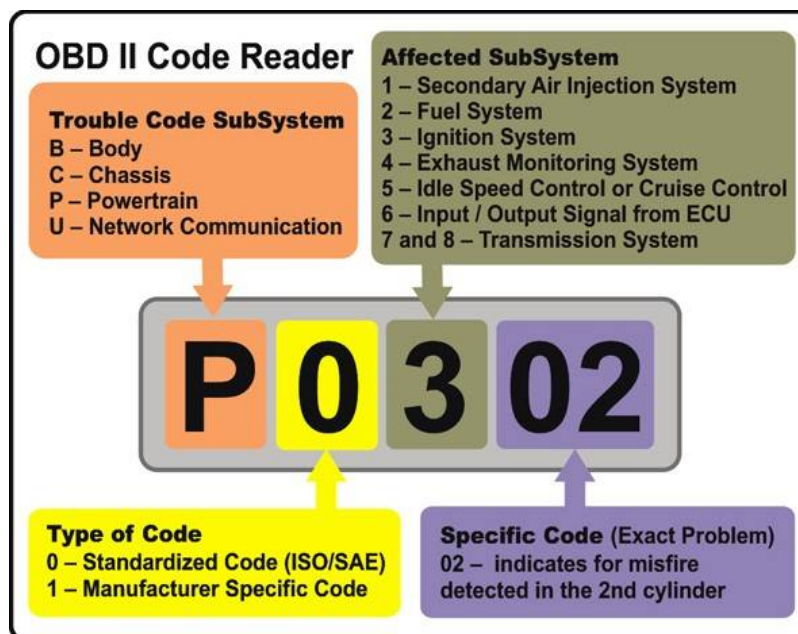 OBD II Code Reader
Trouble Code SubSystem
B – Body
C – Chassis
P – Powertrain
U – Network Communication
Affected SubSystem
1 – Secondary Air Injection System
2 – Fuel System
3 – Ignition System
4 – Exhaust Monitoring System
5 – Idle Speed Control or Cruise Control
6 – Input / Output Signal from ECU
7 and 8 – Transmission System
P 0 3 02
Type of Code
0 – Standardized Code (ISO/SAE)
1 – Manufacturer Specific Code
Specific Code (Exact Problem)
02 – indicates for misfire
detected in the 2nd cylinder